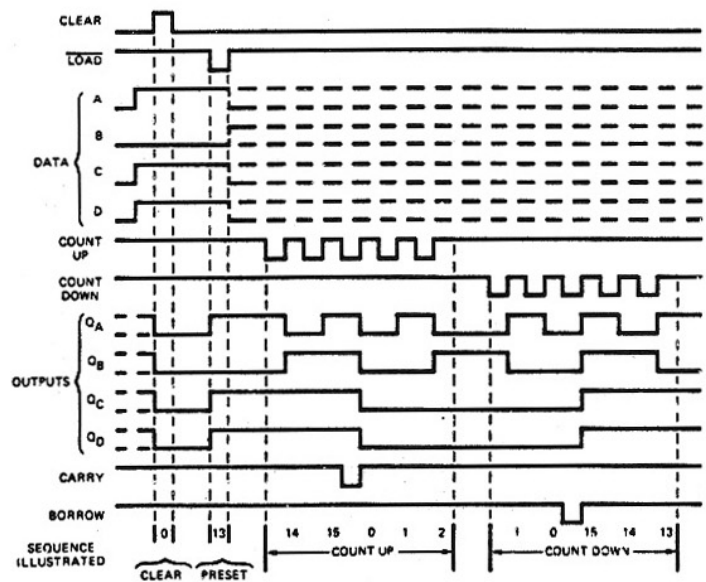 CLEAR
LOAD
A
B
DATA
C
D
COUNT
UP
COUNT
DOWN
QA
QB
OUTPUTS
QC
QD
CARRY
BORROW
SEQUENCE
ILLUSTRATED
0 13 14 15 0 1 2 1 0 15 14 13
COUNT UP COUNT DOWN
CLEAR PRESET